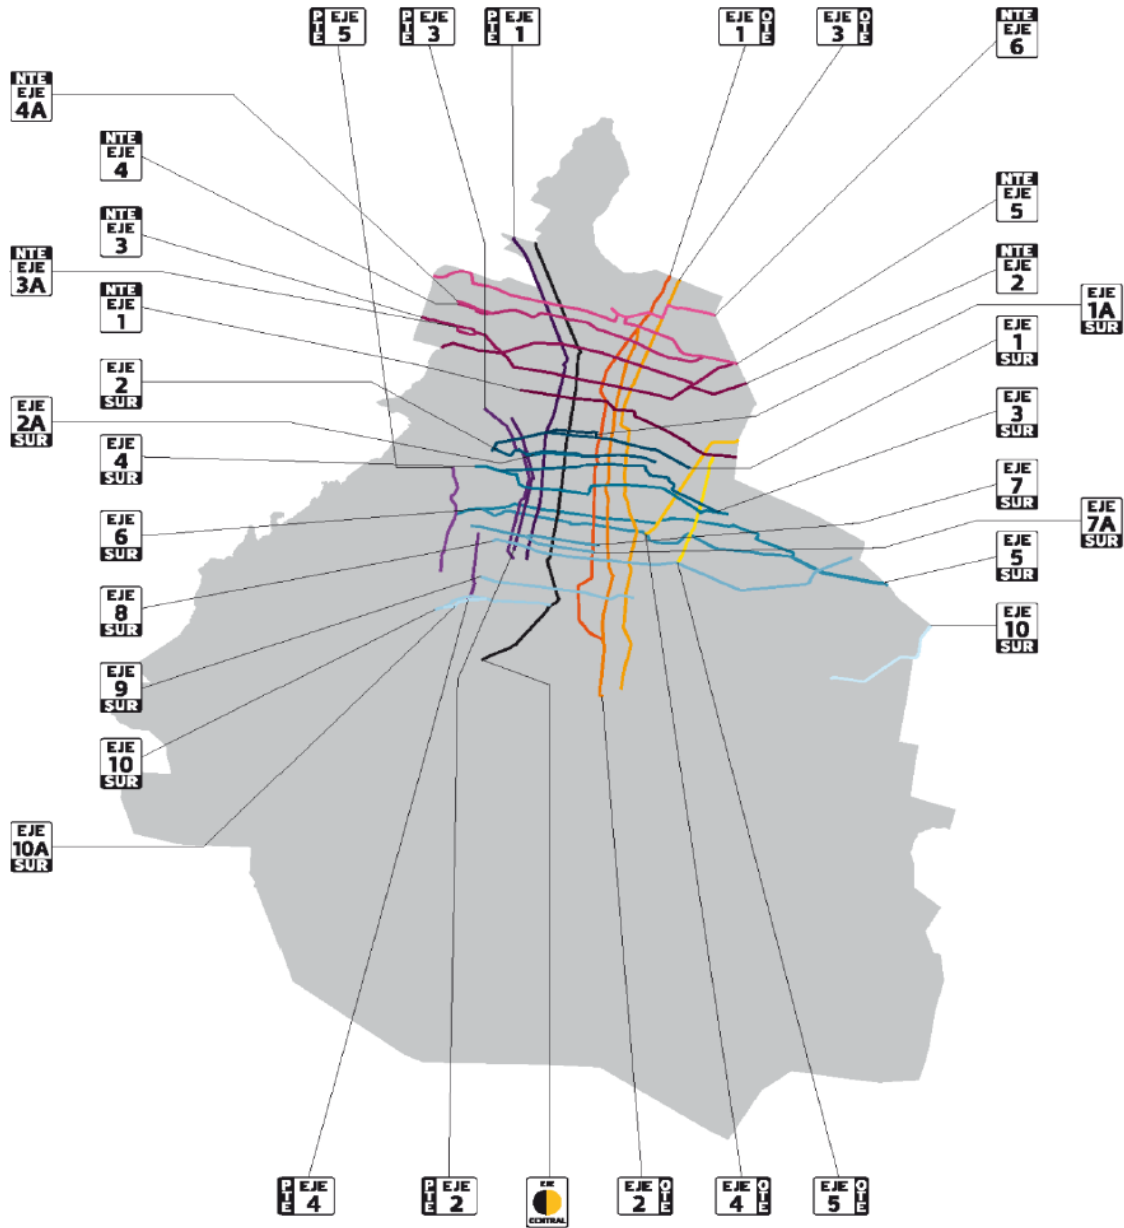 PTE EJE 5
PTE EJE 3
PTE EJE 1
EJE 1 OTE
EJE 3 OTE
NTE EJE 6
NTE EJE 4A
NTE EJE 4
NTE EJE 5
NTE EJE 3
NTE EJE 3A
NTE EJE 2
NTE EJE 1
EJE 1A SUR
EJE 1 SUR
EJE 2 SUR
EJE 2A SUR
EJE 3 SUR
EJE 4 SUR
EJE 7 SUR
EJE 7A SUR
EJE 6 SUR
EJE 5 SUR
EJE 8 SUR
EJE 10 SUR
EJE 9 SUR
EJE 10 SUR
EJE 10A SUR
PTE EJE 4
PTE EJE 2
EJE CENTRAL
EJE 2 OTE
EJE 4 OTE
EJE 5 OTE